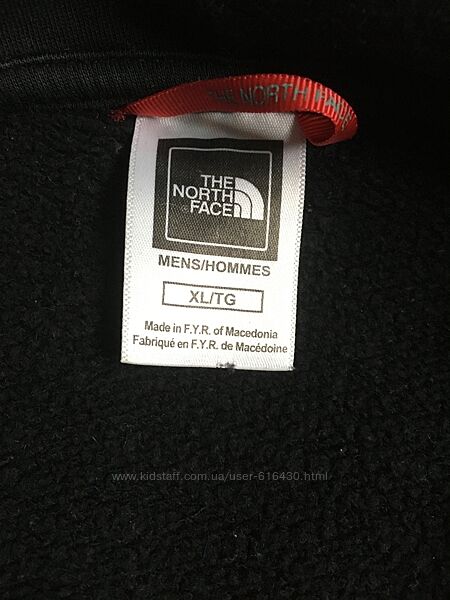 THE NORTH FACE
THE
NORTH
FACE
MENS/HOMMES
XL/TG
Made in F.Y.R. of Macedonia
Fabriqué en F.Y.R. de Macédoine
www.kidstaff.com.ua/user-616430.html